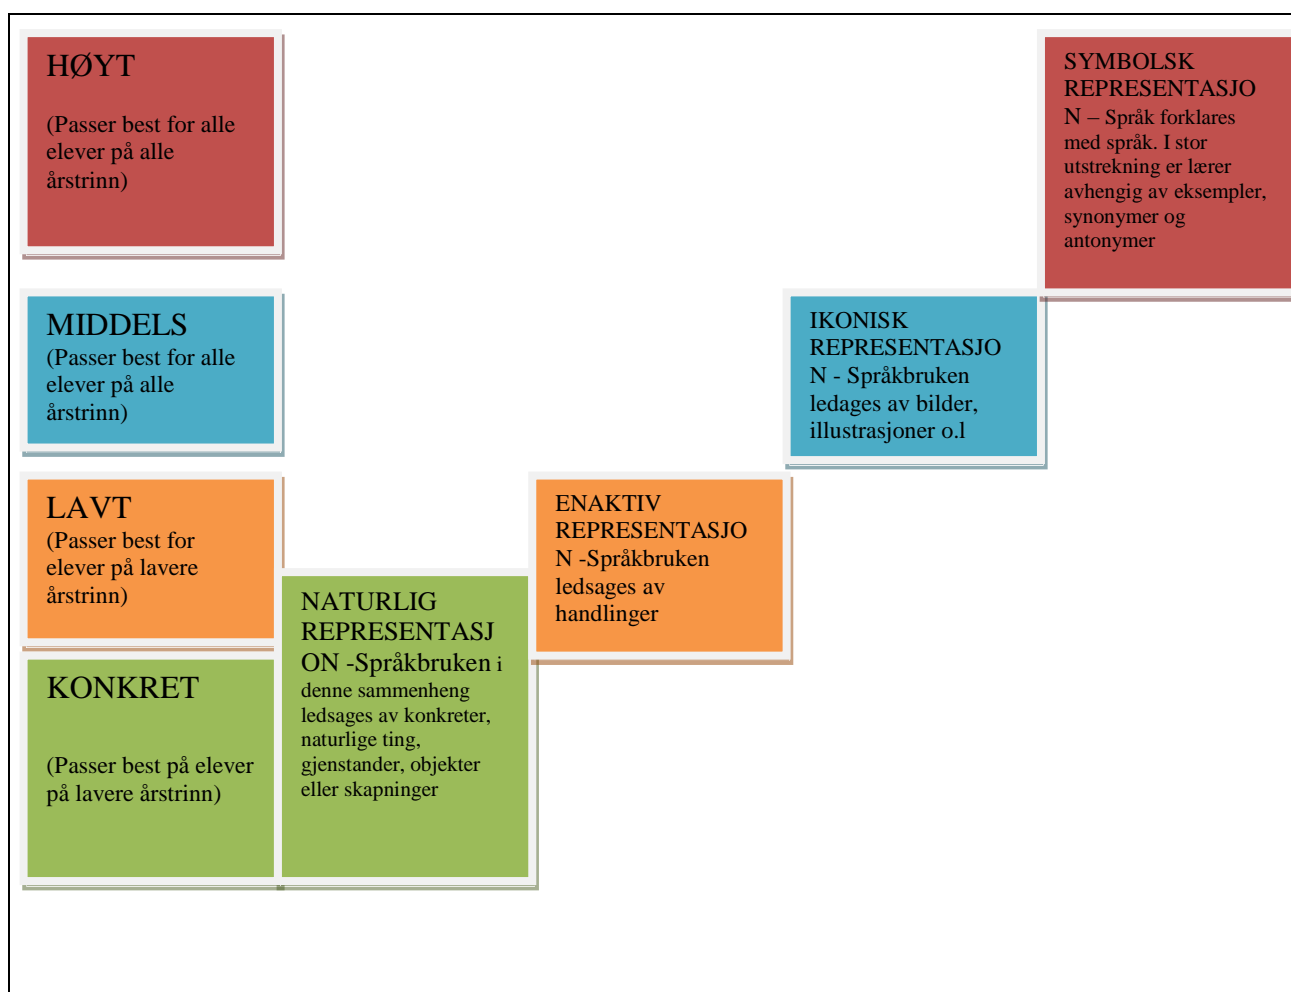 HØYT
(Passer best for alle
elever på alle
årstrinn)
SYMBOLSK
REPRESENTASJO
N – Språk forklares
med språk. I stor
utstrekning er lærer
avhengig av eksempler,
synonymer og
antonymer
MIDDELS
(Passer best for alle
elever på alle
årstrinn)
IKONISK
REPRESENTASJO
N - Språkbruken
ledages av bilder,
illustrasjoner o.l
LAVT
(Passer best for
elever på lavere
årstrinn)
ENAKTIV
REPRESENTASJO
N -Språkbruken
ledsages av
handlinger
KONKRET
(Passer best på elever
på lavere årstrinn)
NATURLIG
REPRESENTASJ
ON -Språkbruken i
denne sammenheng
ledsages av konkreter,
naturlige ting,
gjenstander, objekter
eller skapninger